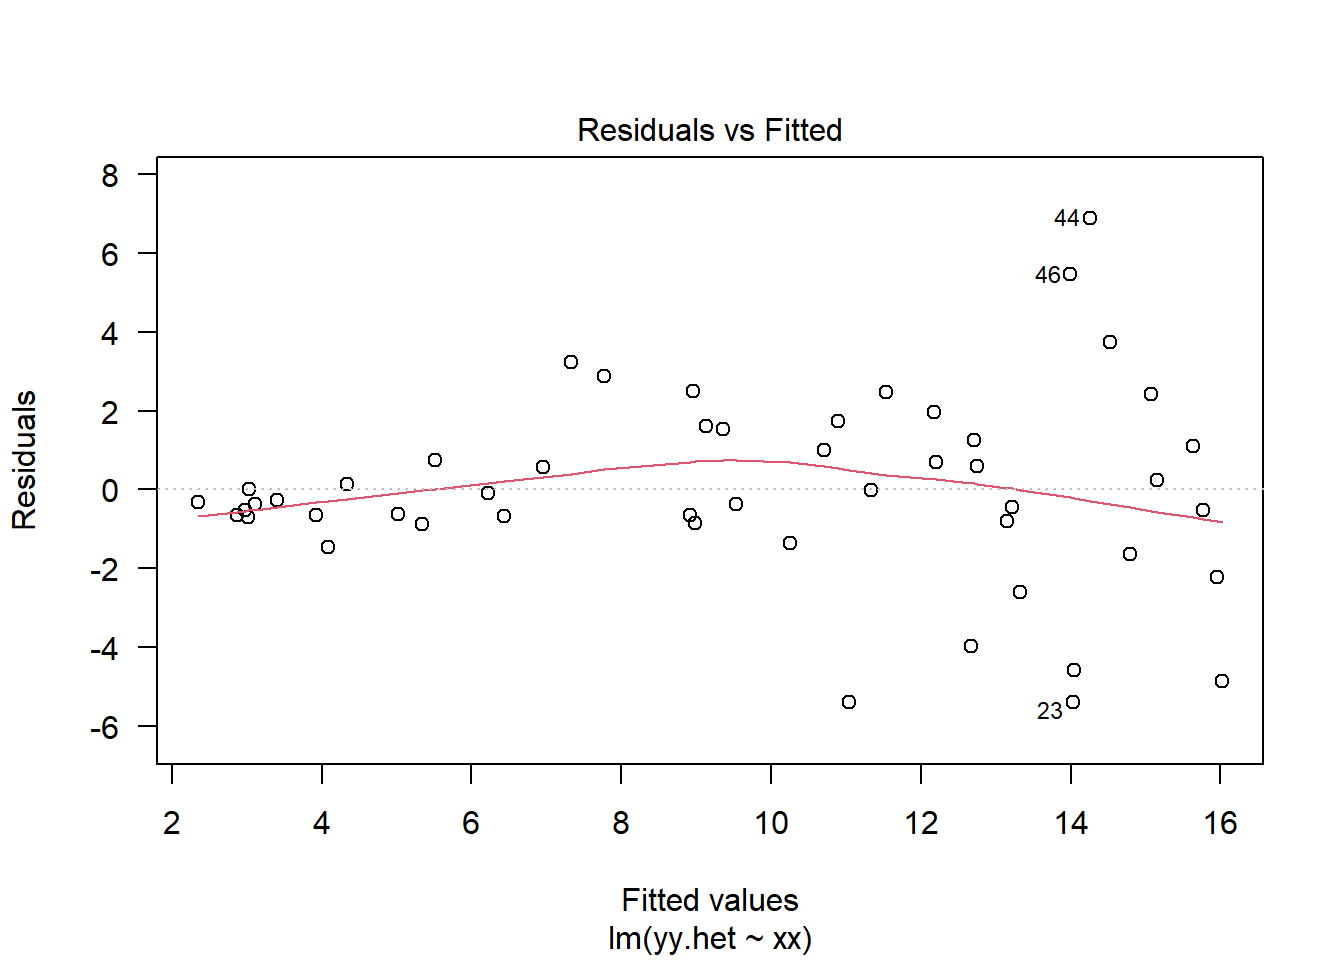 Residuals vs Fitted
8
6
4
2
0
-2
-4
-6
Residuals
44
46
23
2 4 6 8 10 12 14 16
Fitted values
lm(yy.het ~ xx)